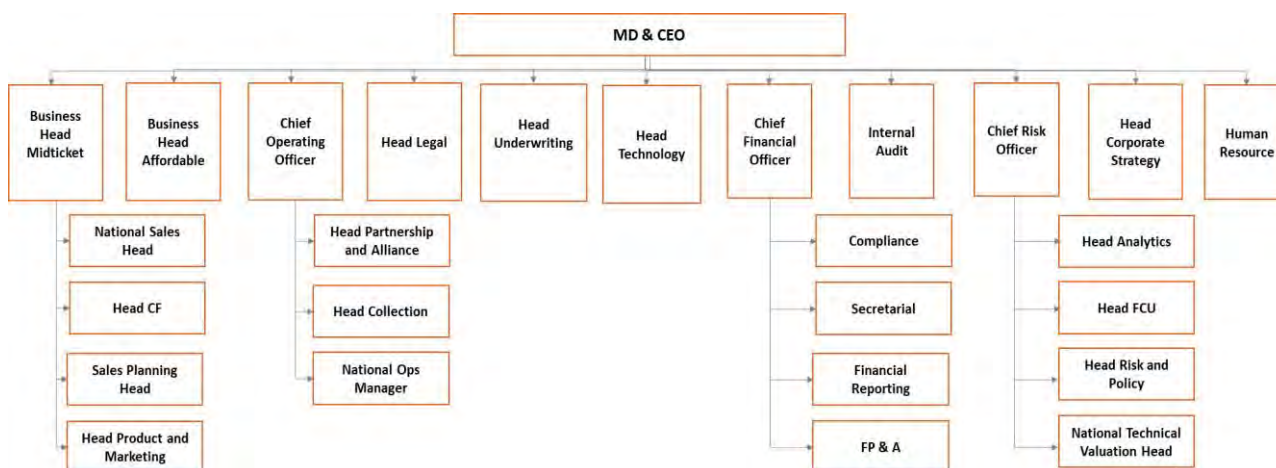 MD & CEO
Business
Head
Midticket
Business
Head
Affordable
Chief
Operating
Officer
Head Legal
Head
Underwriting
Head
Technology
Chief
Financial
Officer
Internal
Audit
Chief Risk
Officer
Head
Corporate
Strategy
Human
Resource
National Sales
Head
Head CF
Sales Planning
Head
Head Product and
Marketing
Head Partnership
and Alliance
Head Collection
National Ops
Manager
Compliance
Secretarial
Financial
Reporting
FP & A
Head Analytics
Head FCU
Head Risk and
Policy
National Technical
Valuation Head